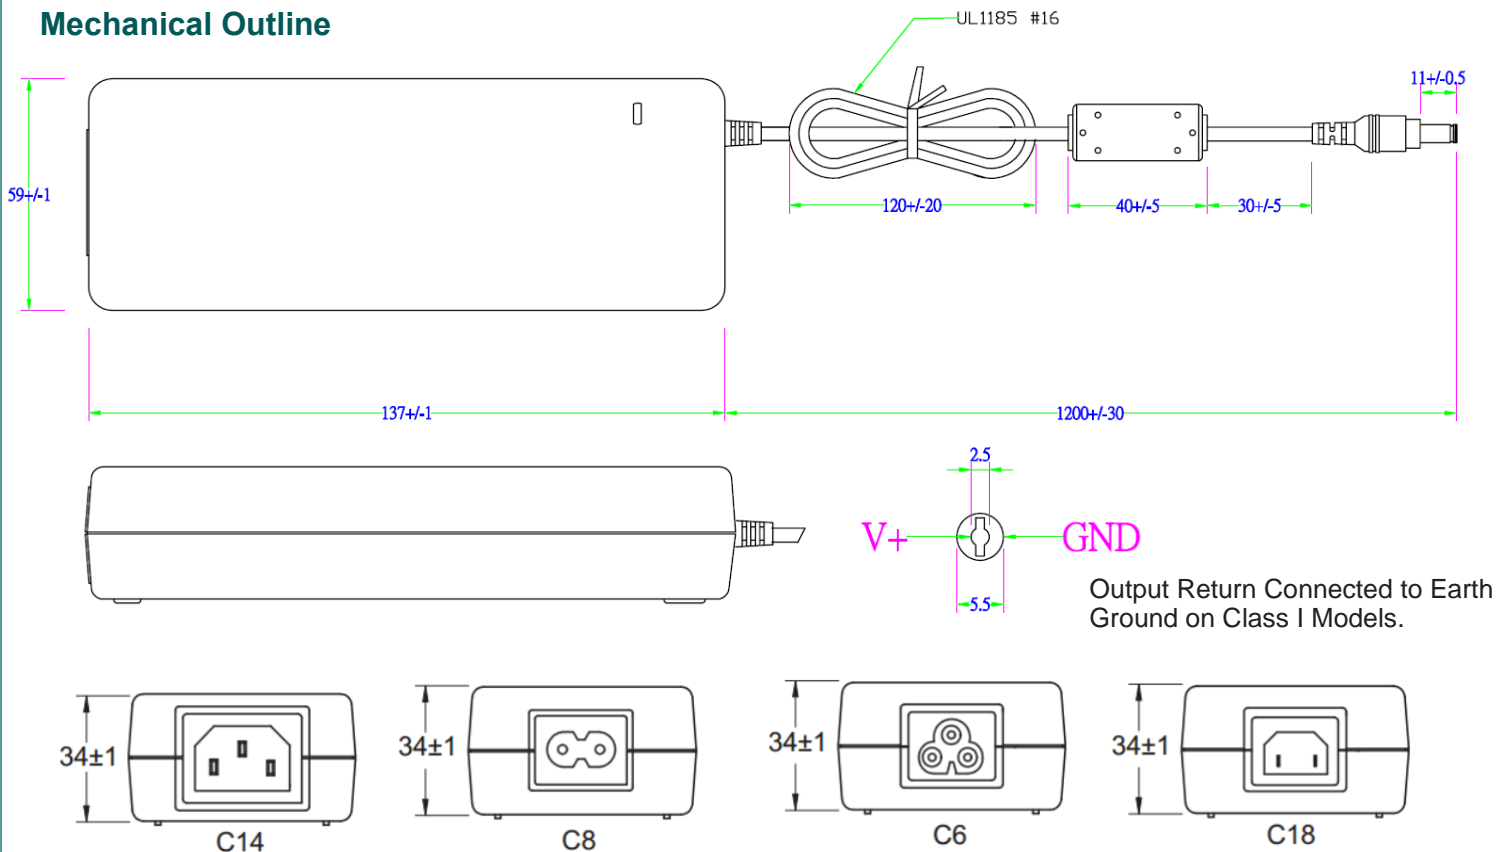 Mechanical Outline
UL1185 #16
11+/-0.5
59+/-1
120+/-20
40+/-5
30+/-5
137+/-1
1200+/-30
2.5
V+
GND
5.5
Output Return Connected to Earth
Ground on Class I Models.
34±1
34±1
34±1
34±1
C14
C8
C6
C18